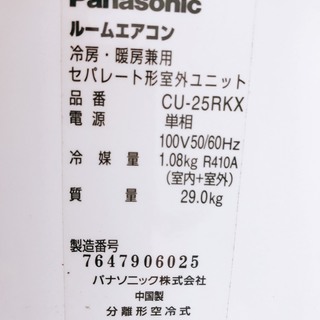 Panasonic
ルームエアコン
冷房・暖房兼用
セパレート形室外ユニット
品番 CU-25RKX
電源 単相
100V50/60Hz
冷媒量 1.08kg R410A
(室内+室外)
質量 29.0kg
製造番号
7647906025
パナソニック株式会社
中国製
分離形空冷式